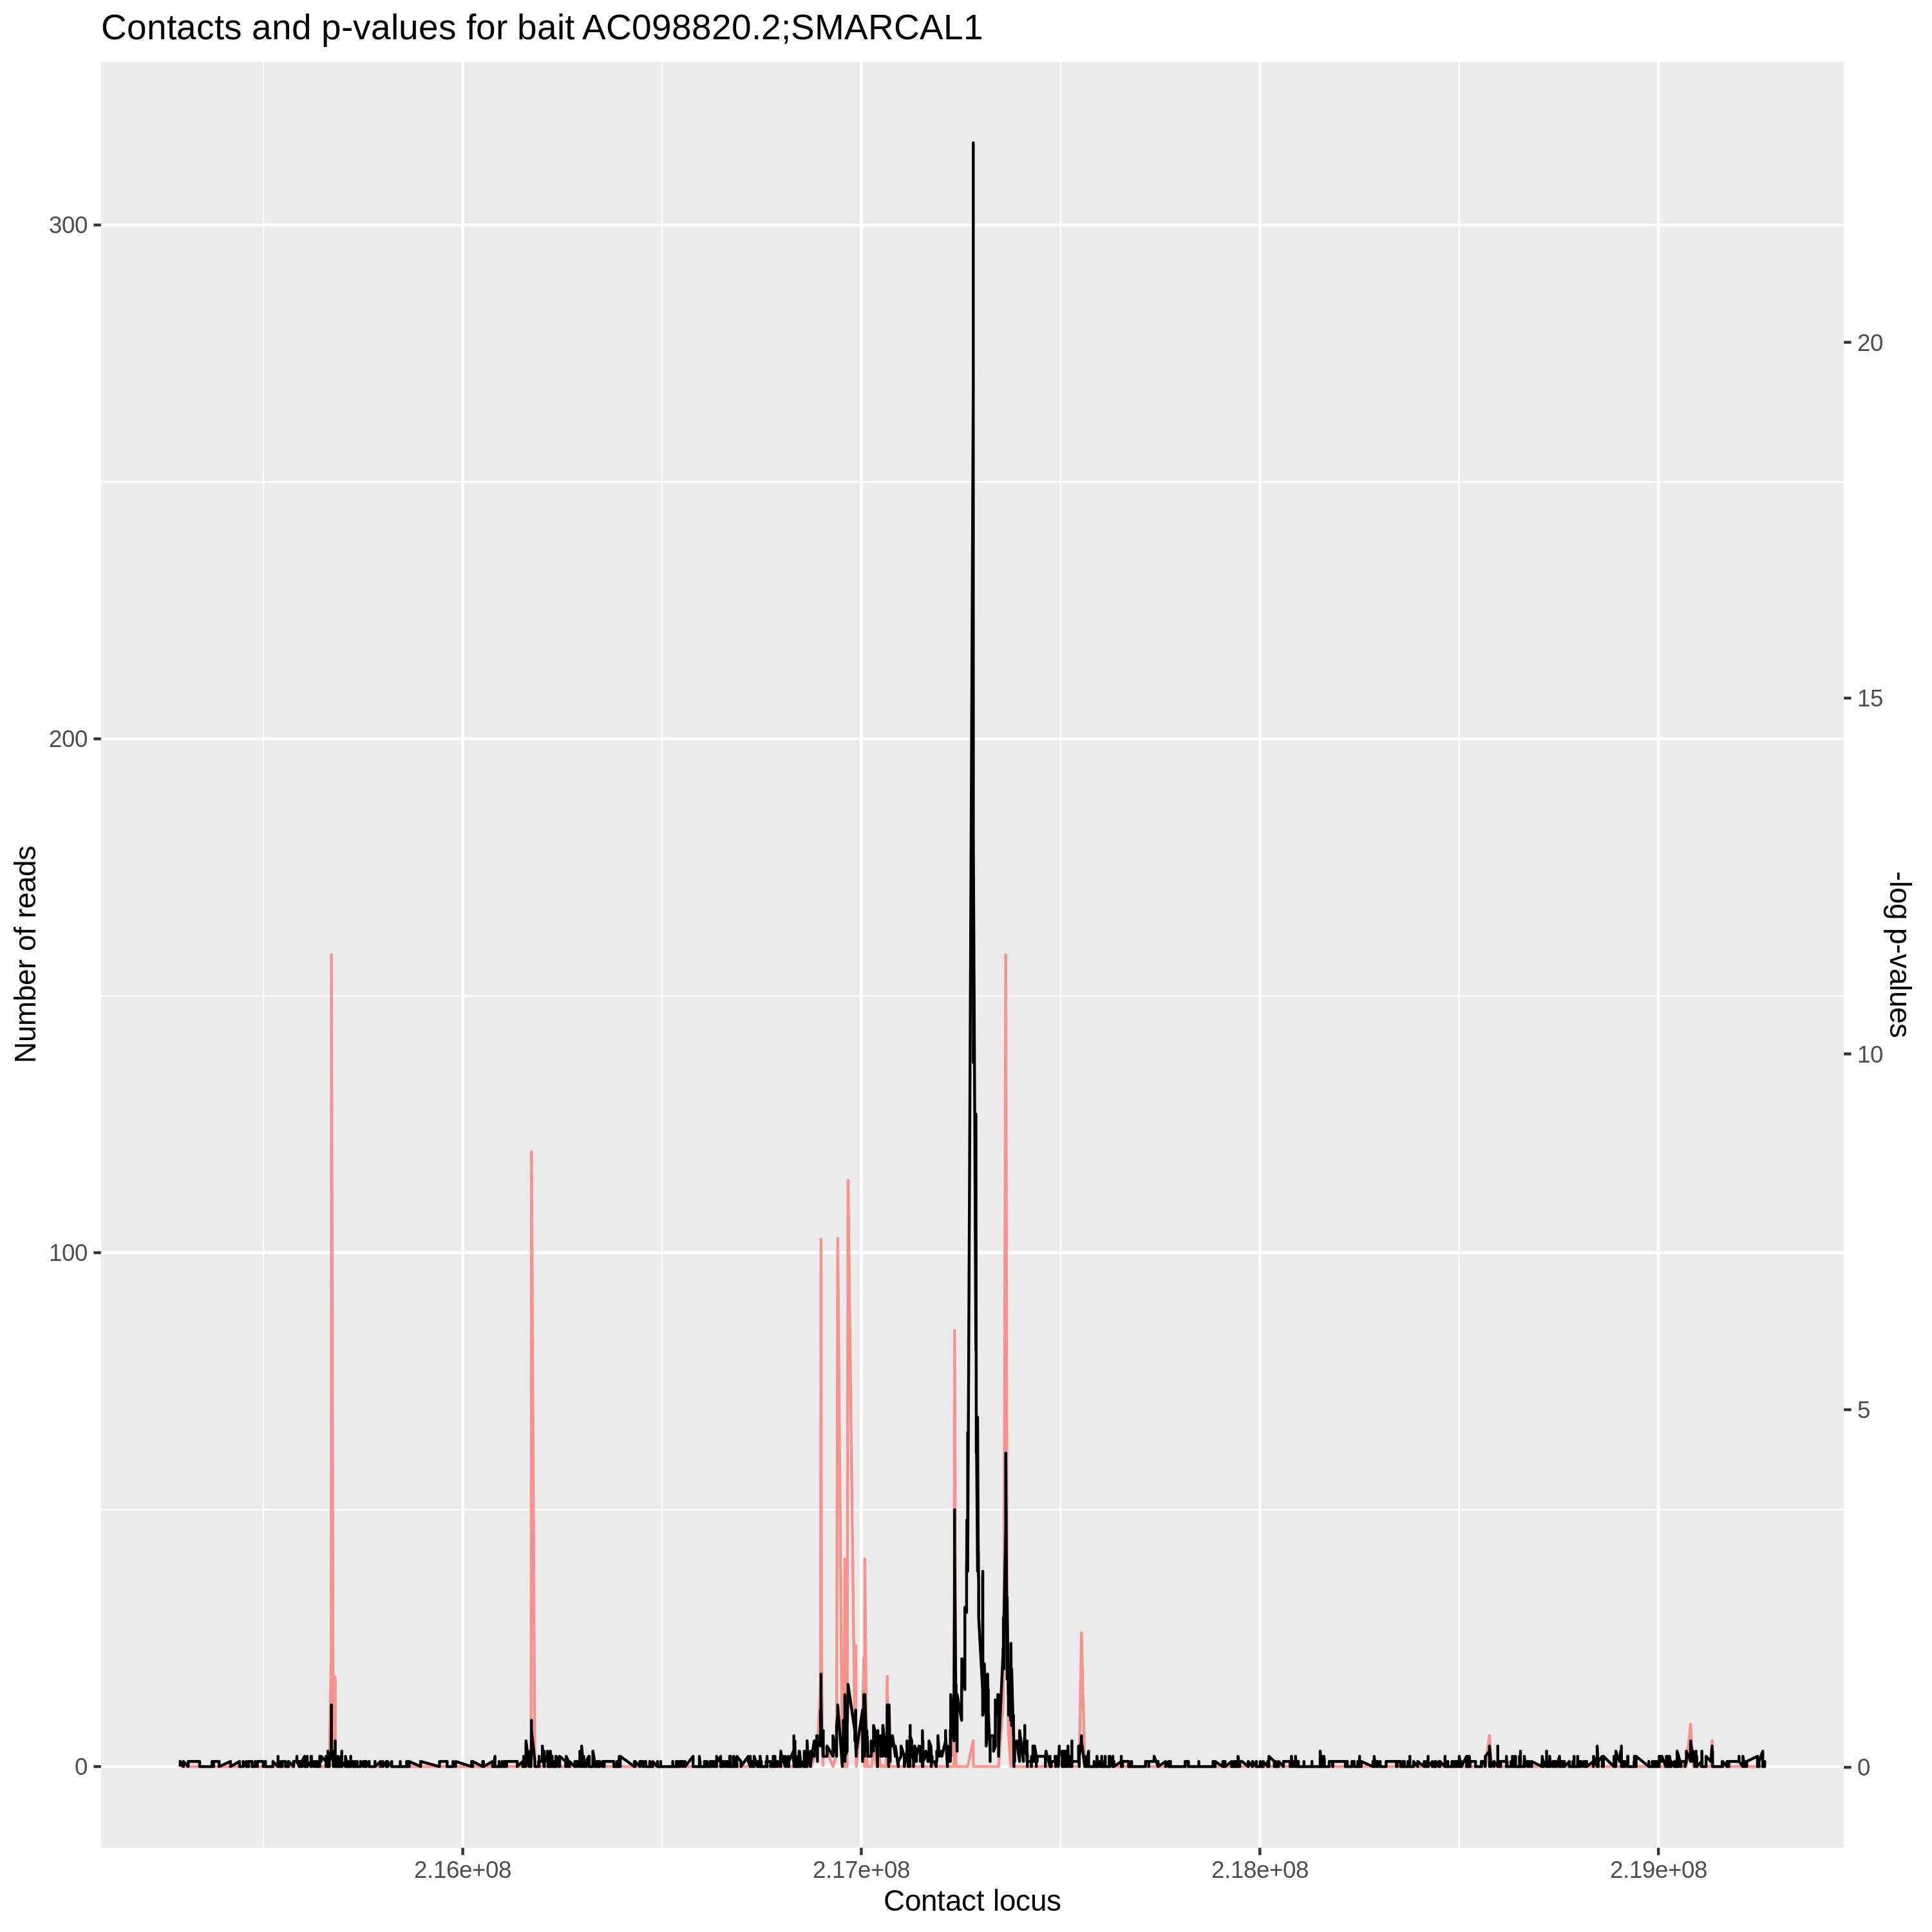 Contacts and p-values for bait AC098820.2;SMARCAL1
300
200
100
0
Number of reads
20
15
10
5
0
-log p-values
2.16e+08
2.17e+08
2.18e+08
2.19e+08
Contact locus